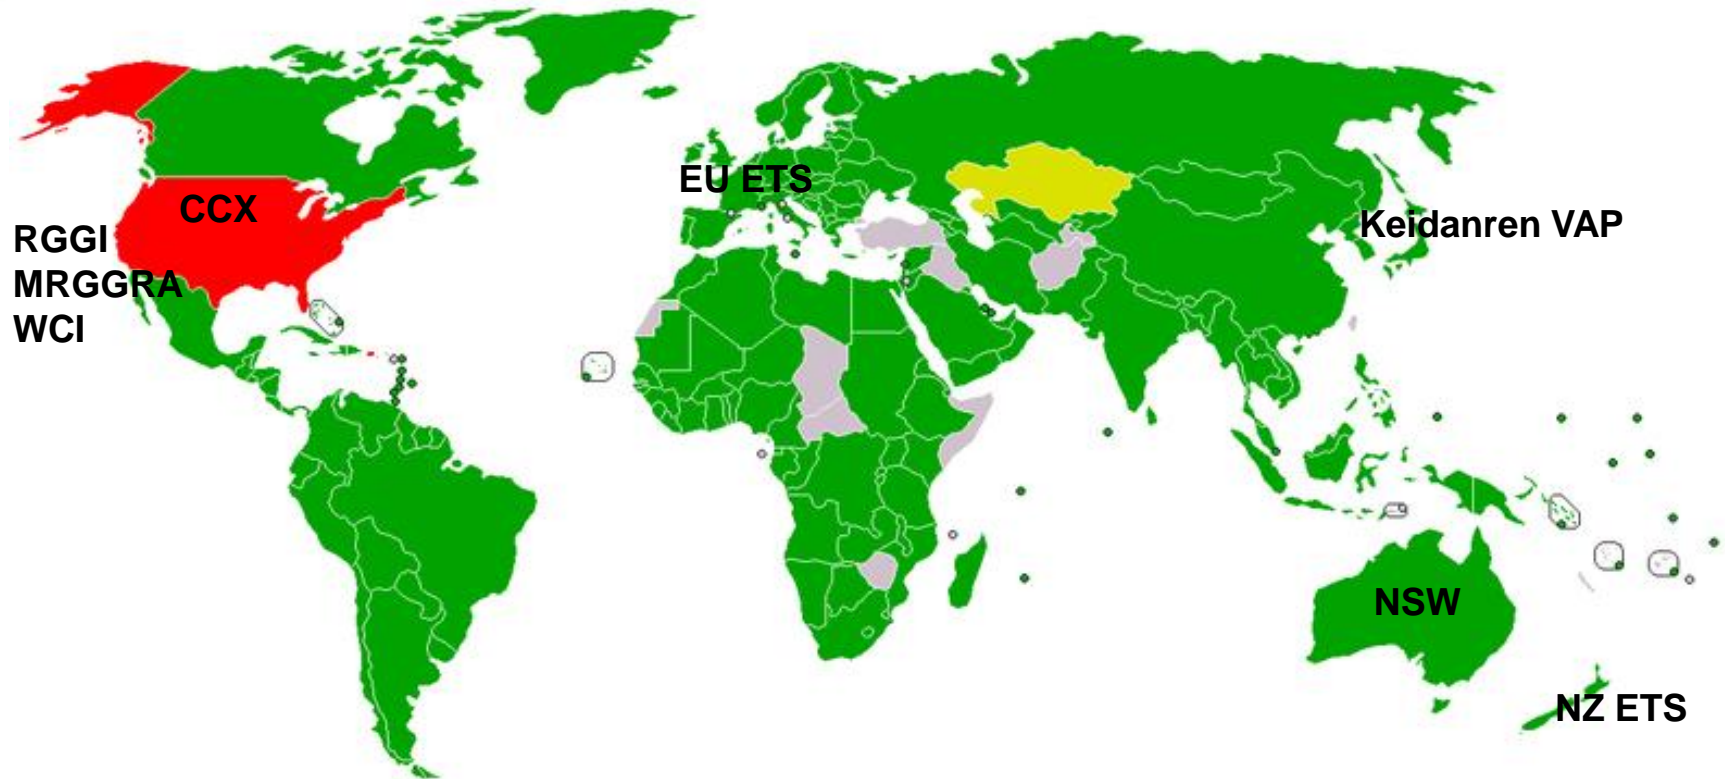 CCX
RGGI
MRGGRA
WCI
EU ETS
Keidanren VAP
NSW
NZ ETS